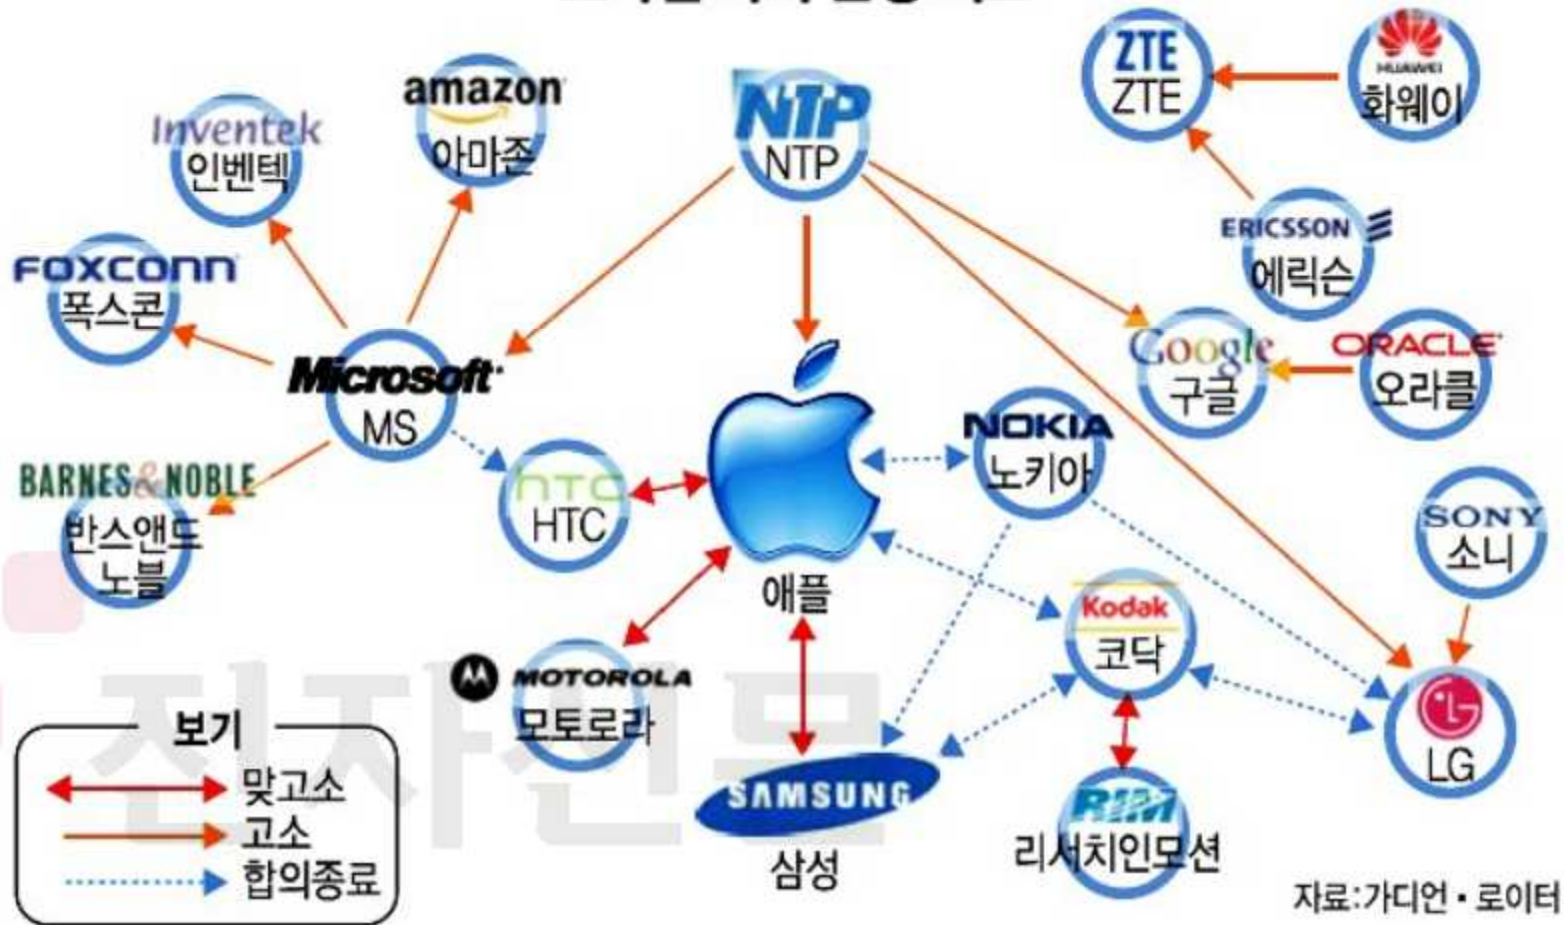 ZTE
ZTE
HUAWEI
화웨이
amazon
아마존
Inventek
인벤텍
NTP
NTP
ERICSSON
에릭슨
FOXCONN
폭스콘
Google
구글
ORACLE
오라클
Microsoft
MS
NOKIA
노키아
BARNES&NOBLE
반스앤드
노블
hTC
HTC
SONY
소니
애플
Kodak
코닥
MOTOROLA
모토로라
LG
SAMSUNG
삼성
RIM
리서치인모션
보기
맞고소
고소
합의종료
전자신문
자료:가디언·로이터